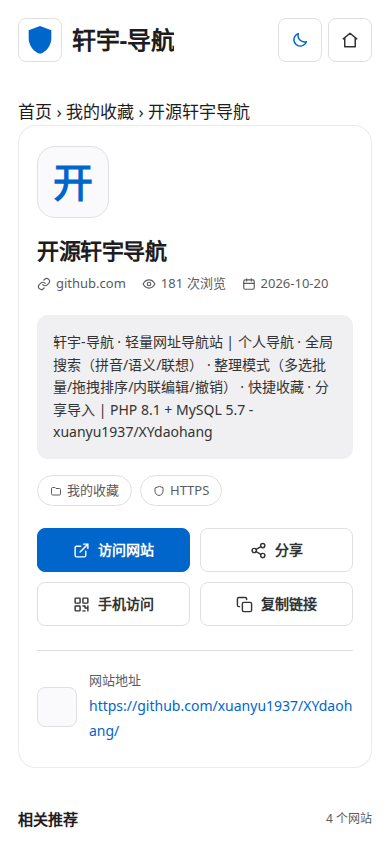 轩宇-导航
首页 › 我的收藏 › 开源轩宇导航
开
开源轩宇导航
github.com 181 次浏览 2026-10-20
轩宇-导航 · 轻量网址导航站 | 个人导航 · 全局
搜索（拼音/语义/联想） · 整理模式（多选批
量/拖拽排序/内联编辑/撤销） · 快捷收藏 · 分
享导入 | PHP 8.1 + MySQL 5.7 -
xuanyu1937/XYdaohang
我的收藏 HTTPS
访问网站 分享
手机访问 复制链接
网站地址
https://github.com/xuanyu1937/XYdaoh
ang/
相关推荐 4 个网站